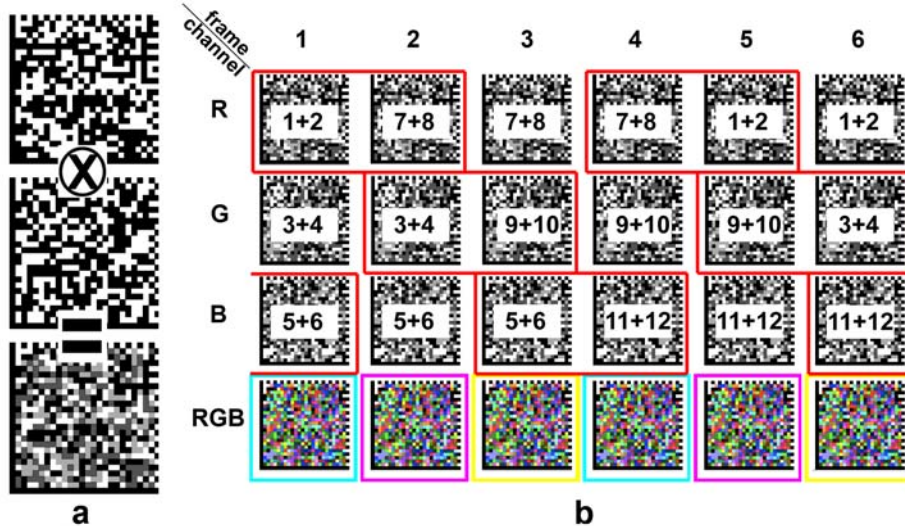 frame
channel
1 2 3 4 5 6
R 1+2 7+8 7+8 7+8 1+2 1+2
X
G 3+4 3+4 9+10 9+10 9+10 3+4
B 5+6 5+6 5+6 11+12 11+12 11+12
=
RGB
a b